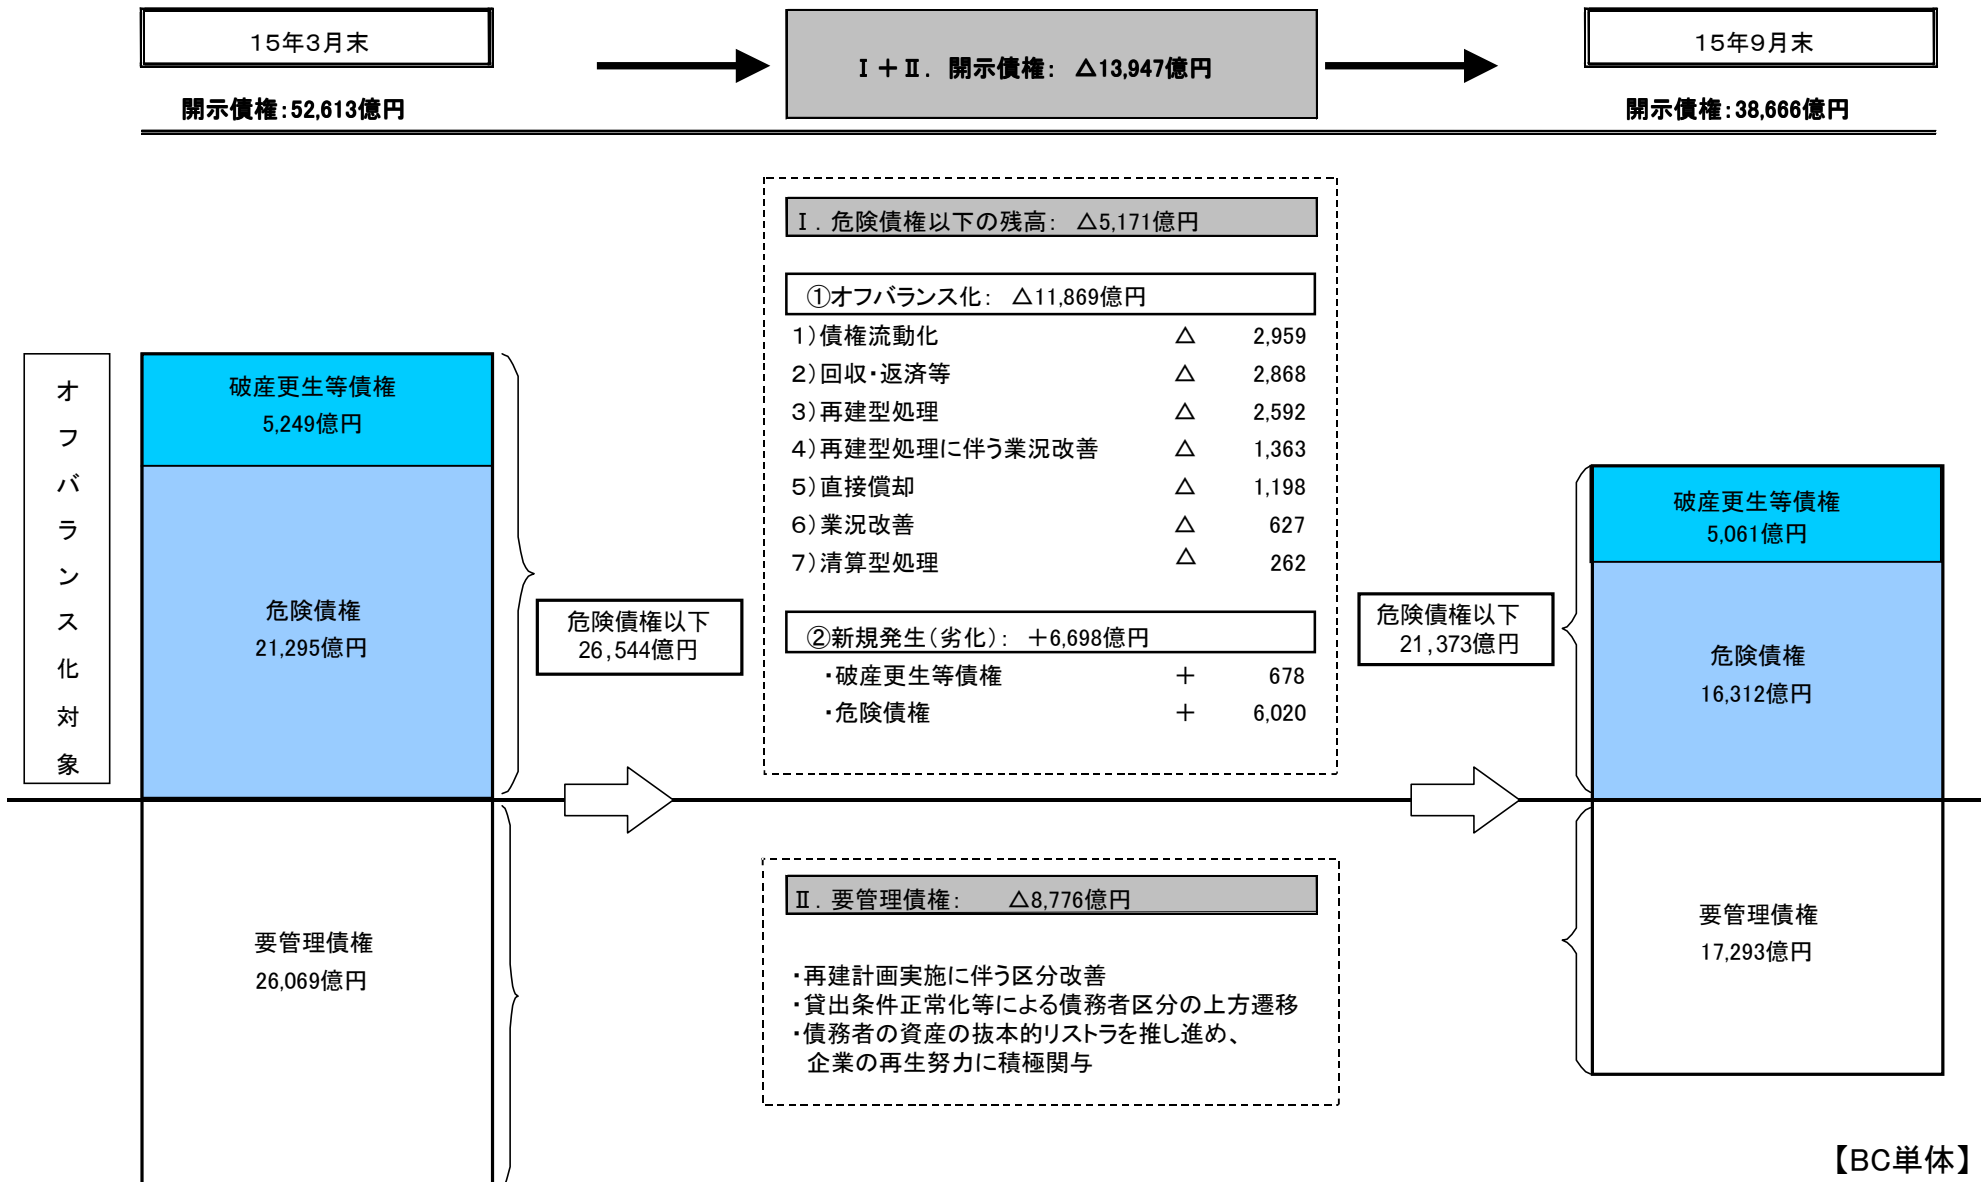 15年3月末
Ⅰ+Ⅱ. 開示債権: △13,947億円
15年9月末
開示債権:52,613億円
開示債権:38,666億円
オフバランス化対象
破産更生等債権
5,249億円
危険債権
21,295億円
危険債権以下
26,544億円
要管理債権
26,069億円
Ⅰ. 危険債権以下の残高: △5,171億円
①オフバランス化: △11,869億円
1)債権流動化 △ 2,959
2)回収・返済等 △ 2,868
3)再建型処理 △ 2,592
4)再建型処理に伴う業況改善 △ 1,363
5)直接償却 △ 1,198
6)業況改善 △ 627
7)清算型処理 △ 262
②新規発生(劣化): +6,698億円
・破産更生等債権 + 678
・危険債権 + 6,020
Ⅱ. 要管理債権: △8,776億円
・再建計画実施に伴う区分改善
・貸出条件正常化等による債務者区分の上方遷移
・債務者の資産の抜本的リストラを推し進め、
企業の再生努力に積極関与
危険債権以下
21,373億円
破産更生等債権
5,061億円
危険債権
16,312億円
要管理債権
17,293億円
【BC単体】